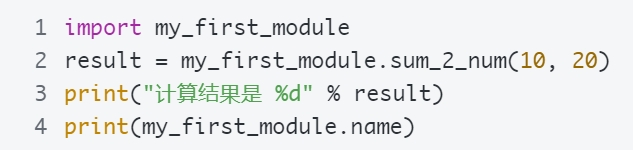 1 import my_first_module
2 result = my_first_module.sum_2_num(10, 20)
3 print("计算结果是 %d" % result)
4 print(my_first_module.name)